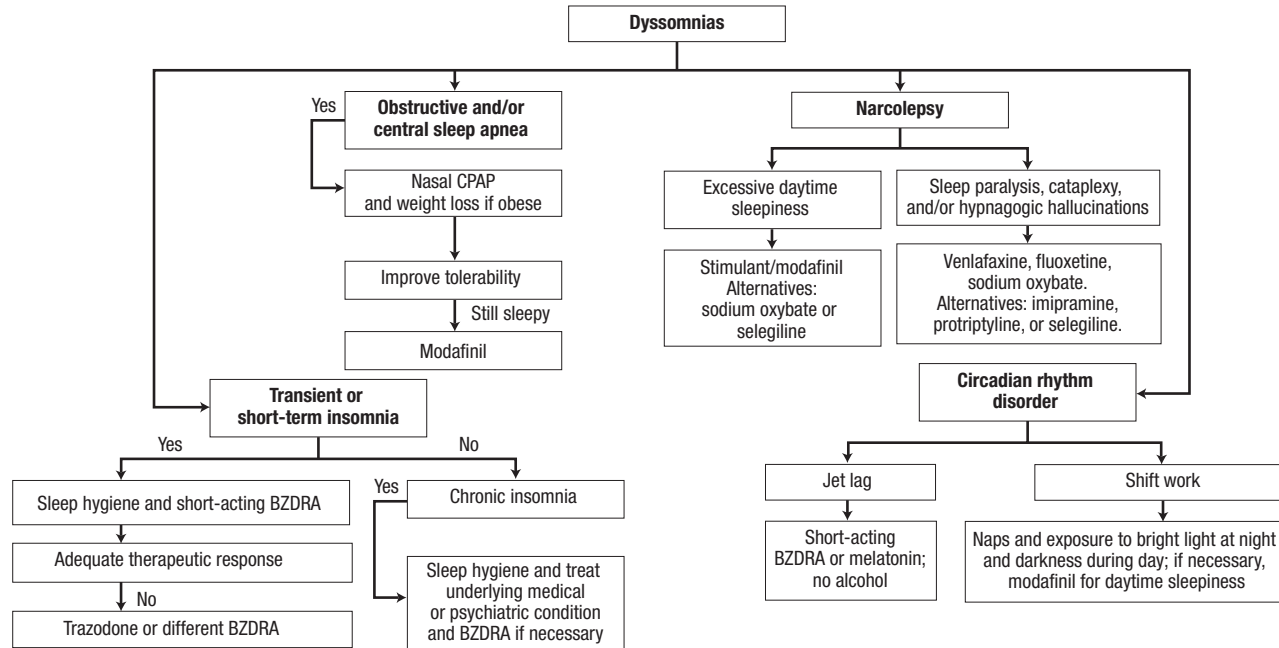 Dyssomnias
Yes
Obstructive and/or
central sleep apnea
Nasal CPAP
and weight loss if obese
Improve tolerability
Still sleepy
Modafinil
Narcolepsy
Excessive daytime
sleepiness
Stimulant/modafinil
Alternatives:
sodium oxybate or
selegiline
Sleep paralysis, cataplexy,
and/or hypnagogic hallucinations
Venlafaxine, fluoxetine,
sodium oxybate.
Alternatives: imipramine,
protriptyline, or selegiline.
Transient or
short-term insomnia
Yes
No
Sleep hygiene and short-acting BZDRA
Adequate therapeutic response
No
Trazodone or different BZDRA
Yes
Chronic insomnia
Sleep hygiene and treat
underlying medical
or psychiatric condition
and BZDRA if necessary
Circadian rhythm
disorder
Jet lag
Short-acting
BZDRA or melatonin;
no alcohol
Shift work
Naps and exposure to bright light at night
and darkness during day; if necessary,
modafinil for daytime sleepiness